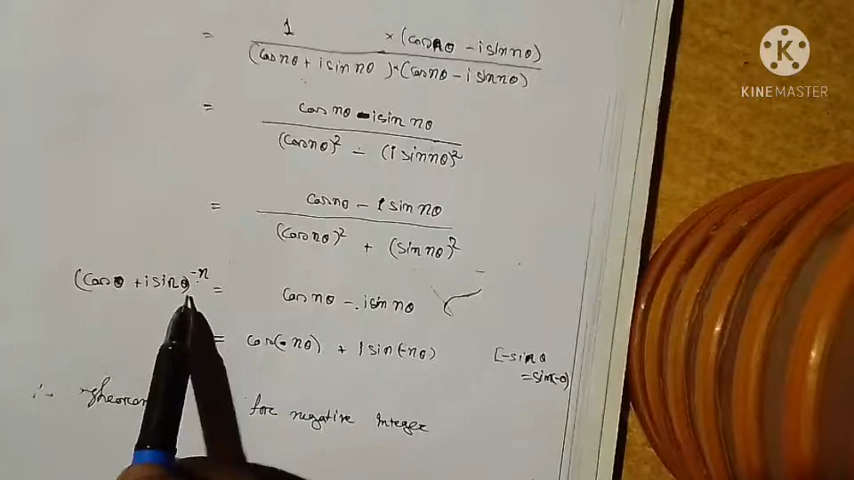 = 1 × (cos nθ - i sin nθ)
(cos nθ + i sin nθ) × (cos nθ - i sin nθ)
= cos nθ - i sin nθ
(cos nθ)² - (i sin nθ)²
= cos nθ - i sin nθ
(cos nθ)² + (sin nθ)²
(cos θ + i sin θ)⁻ⁿ = cos nθ - i sin nθ
= cos(-nθ) + i sin(-nθ) [-sin θ
= sin(-θ)
∴ for negative integer
K
KINEMASTER